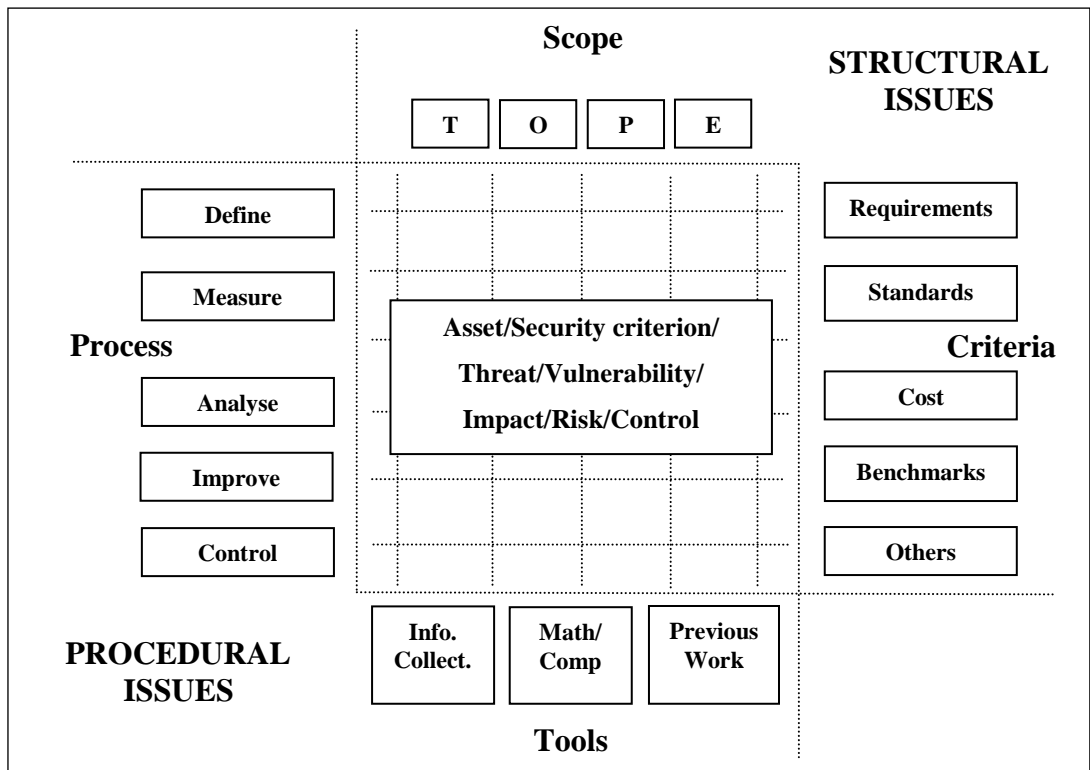 Scope
STRUCTURAL
ISSUES
T O P E
Define
Measure
Process
Analyse
Improve
Control
Asset/Security criterion/
Threat/Vulnerability/
Impact/Risk/Control
Requirements
Standards
Criteria
Cost
Benchmarks
Others
PROCEDURAL
ISSUES
Info.
Collect.
Math/
Comp
Previous
Work
Tools